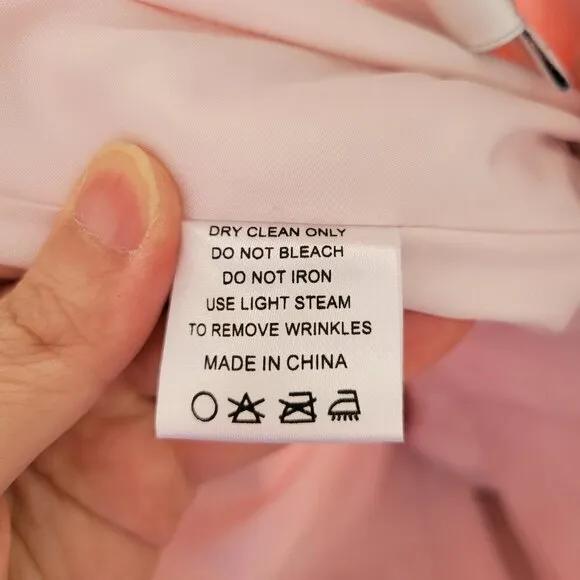 DRY CLEAN ONLY
DO NOT BLEACH
DO NOT IRON
USE LIGHT STEAM
TO REMOVE WRINKLES
MADE IN CHINA